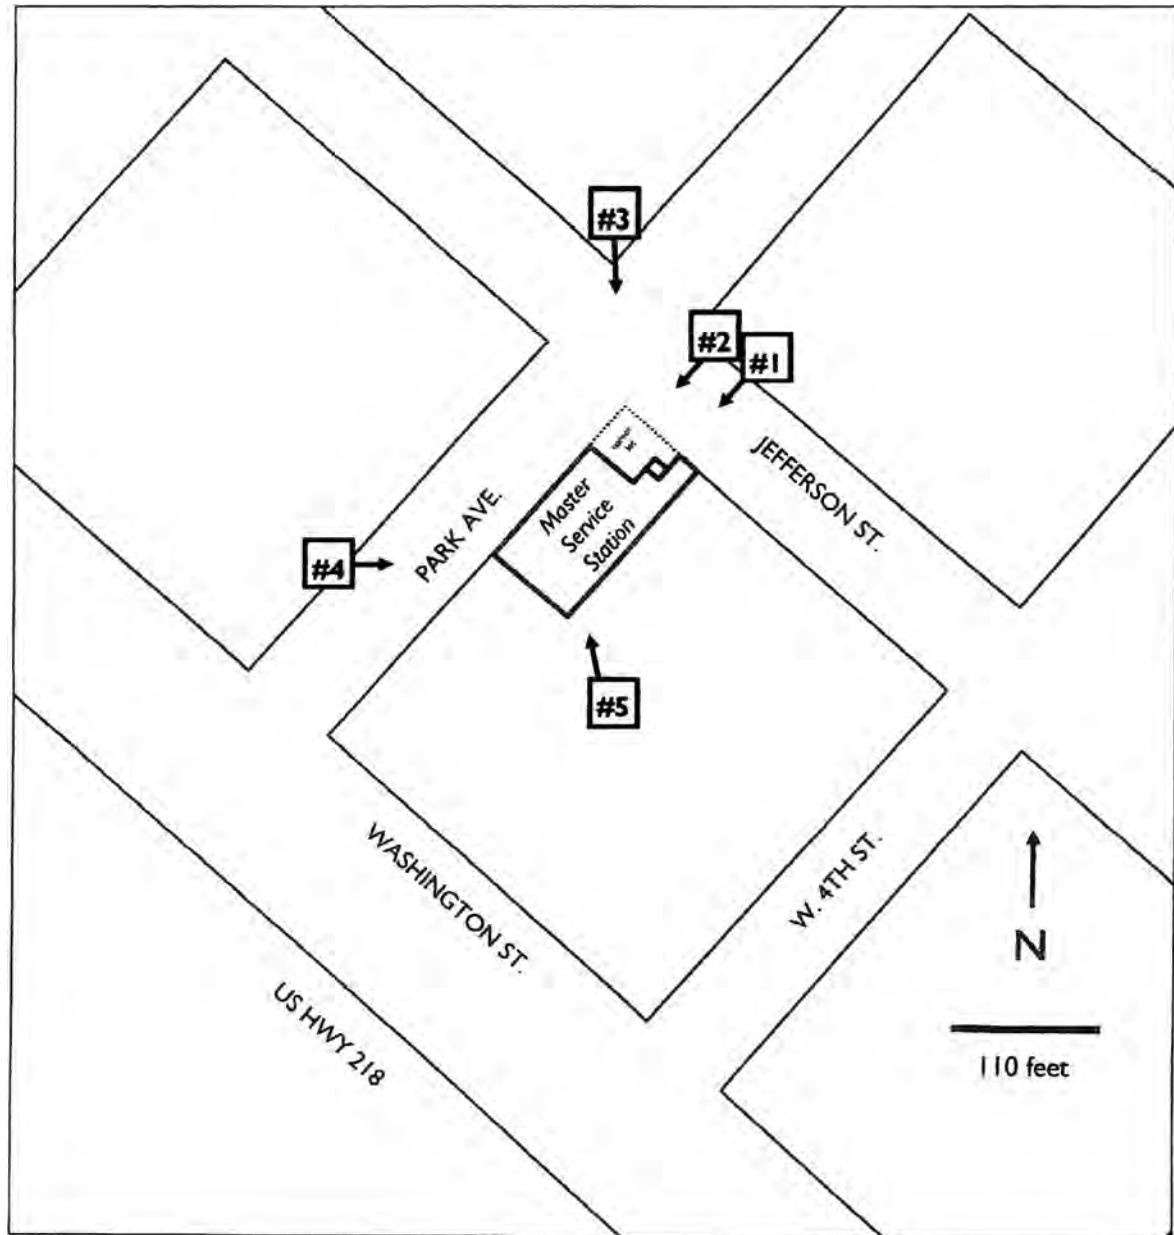 #3
#2
#1
JEFFERSON ST.
Master
Service
Station
PARK AVE.
#4
#5
WASHINGTON ST.
W. 4TH ST.
N
US HWY 218
110 feet